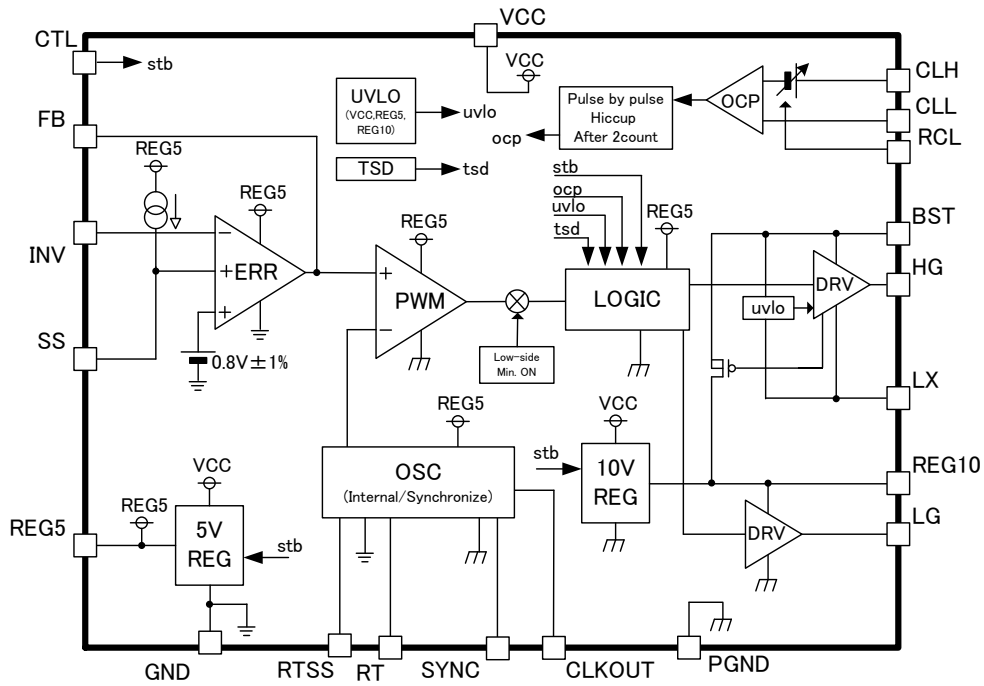 VCC
CTL
stb
VCC
CLH
UVLO
(VCC,REG5,
REG10)
uvlo
Pulse by pulse
Hiccup
After 2count
OCP
CLL
FB
ocp
RCL
REG5
TSD
tsd
stb
ocp
uvlo
tsd
REG5
REG5
BST
INV
ERR
REG5
PWM
LOGIC
DRV
HG
uvlo
SS
0.8V±1%
Low-side
Min. ON
LX
REG5
VCC
VCC
stb
10V
REG
REG10
OSC
(Internal/Synchronize)
REG5
REG5
5V
REG
stb
DRV
LG
GND
RTSS
RT
SYNC
CLKOUT
PGND
+
−
+
+
−